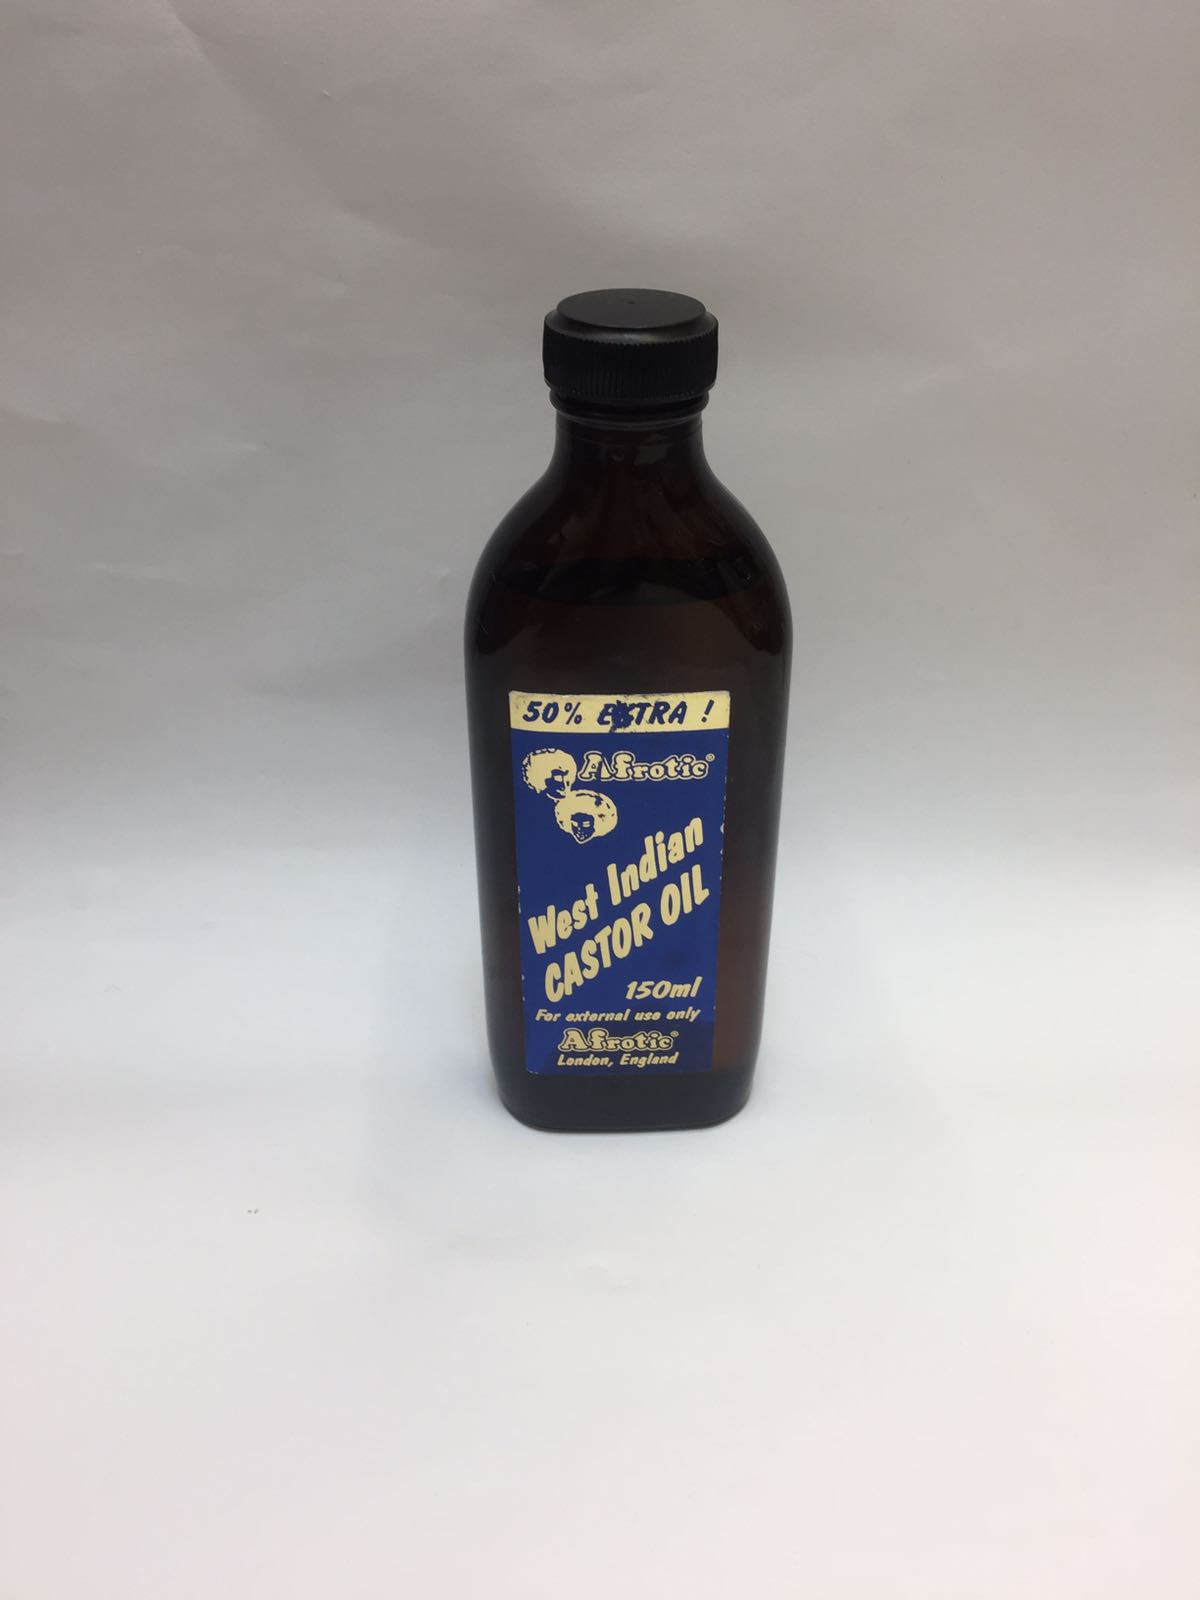 50% EXTRA !
Afrotic®
West Indian
CASTOR OIL
150ml
For external use only
Afrotic®
London, England